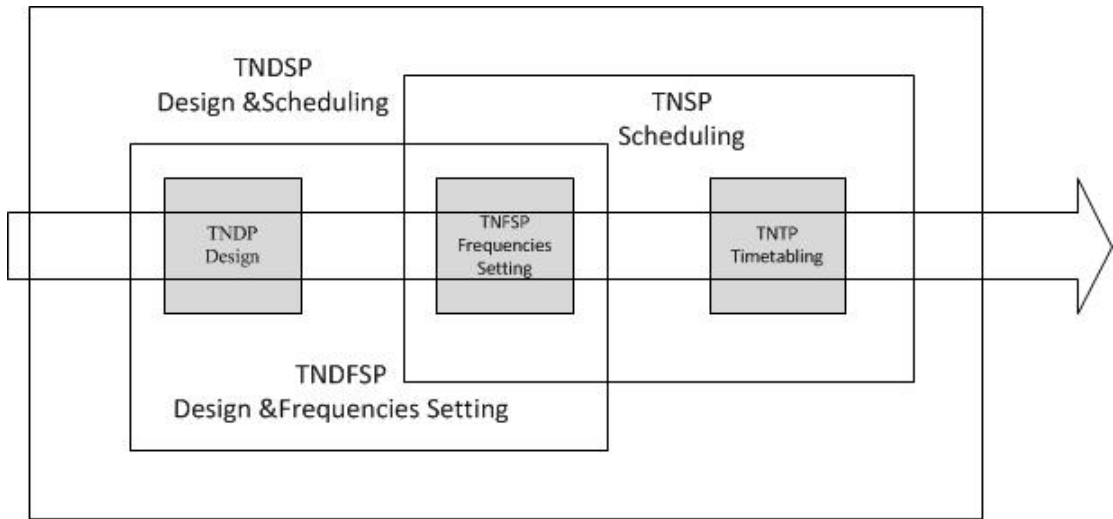 TNDSP
Design &Scheduling
TNSP
Scheduling
TNDP
Design
TNFSP
Frequencies
Setting
TNTP
Timetabling
TNDFSP
Design &Frequencies Setting